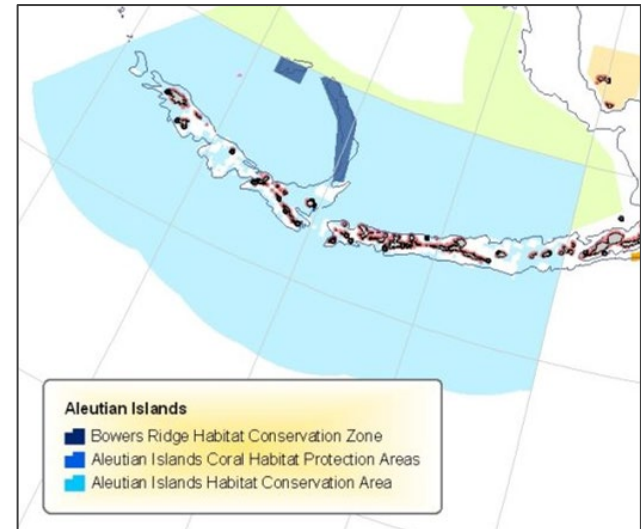 Aleutian Islands
Bowers Ridge Habitat Conservation Zone
Aleutian Islands Coral Habitat Protection Areas
Aleutian Islands Habitat Conservation Area